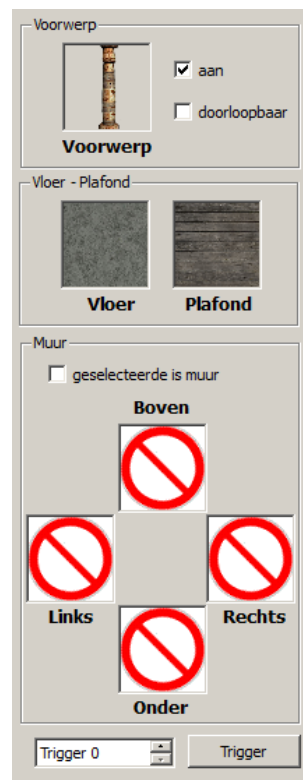 Voorwerp
aan
doorloopbaar
Voorwerp
Vloer - Plafond
Vloer Plafond
Muur
geselecteerde is muur
Boven
Links Rechts
Onder
Trigger 0 Trigger